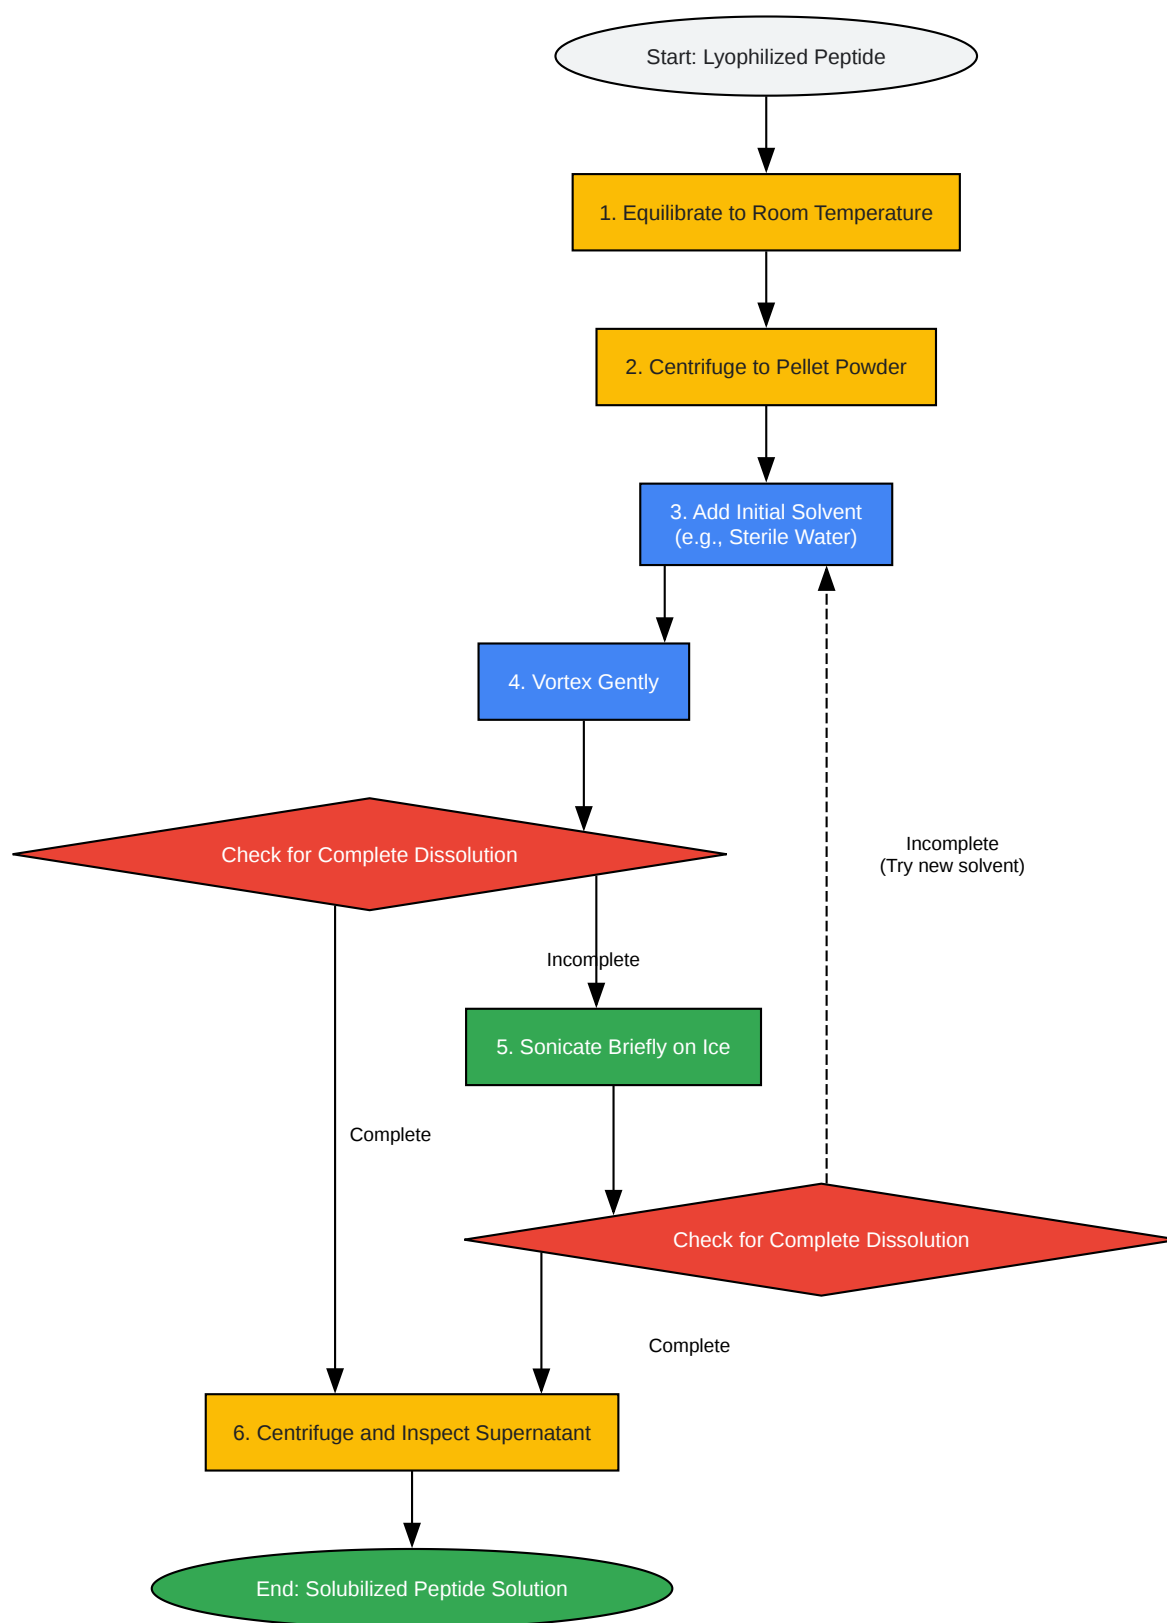 Start: Lyophilized Peptide
1. Equilibrate to Room Temperature
2. Centrifuge to Pellet Powder
3. Add Initial Solvent
(e.g., Sterile Water)
4. Vortex Gently
Check for Complete Dissolution
Incomplete
(Try new solvent)
Incomplete
5. Sonicate Briefly on Ice
Complete
Check for Complete Dissolution
Complete
6. Centrifuge and Inspect Supernatant
End: Solubilized Peptide Solution